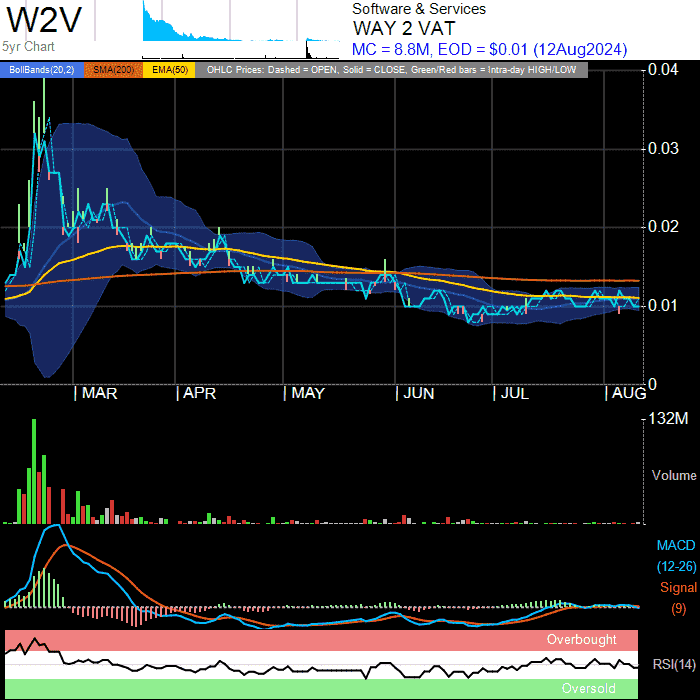 W2V
5yr Chart
Software & Services
WAY 2 VAT
MC = 8.8M, EOD = $0.01 (12Aug2024)
BollBands(20,2) SMA(200) EMA(50) OHLC Prices: Dashed = OPEN, Solid = CLOSE, Green/Red bars = Intra-day HIGH/LOW
0.04
0.03
0.02
0.01
0
| MAR | APR | MAY | JUN | JUL | AUG
132M
Volume
MACD
(12-26)
Signal
(9)
Overbought
RSI(14)
Oversold